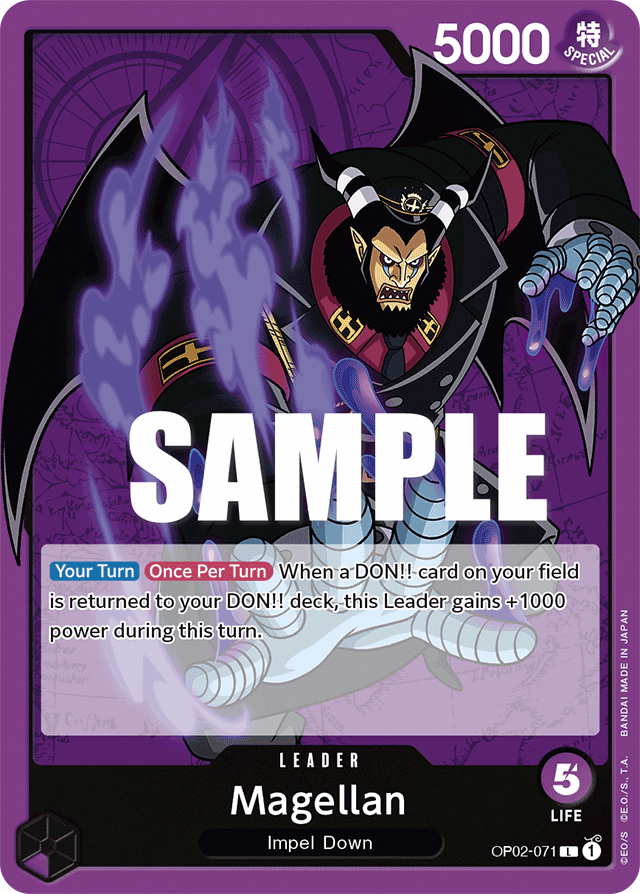 5000
特
SPECIAL
SAMPLE
Your Turn Once Per Turn When a DON!! card on your field
is returned to your DON!! deck, this Leader gains +1000
power during this turn.
LEADER
Magellan
Impel Down
5
LIFE
OP02-071 L 1
©E.O/S ©E.O./S., T.A. BANDAI MADE IN JAPAN